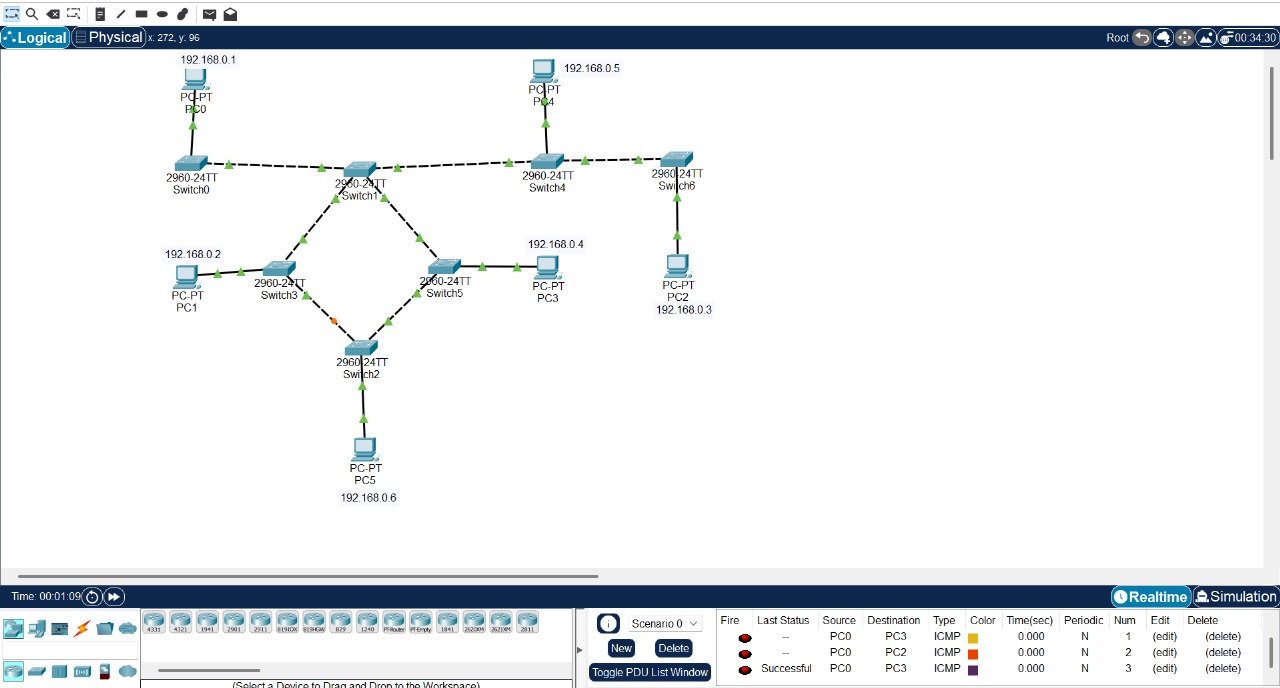 Logical Physical x: 272, y: 96 Root 00:34:30
192.168.0.1
PC-PT
PC0
192.168.0.5
PC-PT
PC4
2960-24TT
Switch0
2960-24TT
Switch1
2960-24TT
Switch4
2960-24TT
Switch6
192.168.0.2
PC-PT
PC1
2960-24TT
Switch3
2960-24TT
Switch5
192.168.0.4
PC-PT
PC3
PC-PT
PC2
192.168.0.3
2960-24TT
Switch2
PC-PT
PC5
192.168.0.6
Time: 00:01:09 Realtime Simulation
4331 4321 1941 2901 2911 819IOX 819HGW 829 1240 PT-Router PT-Empty 1841 2620XM 2621XM 2811
(Select a Device to Drag and Drop to the Workspace)
Scenario 0
New Delete
Toggle PDU List Window
Fire Last Status Source Destination Type Color Time(sec) Periodic Num Edit Delete
-- PC0 PC3 ICMP 0.000 N 1 (edit) (delete)
-- PC0 PC2 ICMP 0.000 N 2 (edit) (delete)
Successful PC0 PC3 ICMP 0.000 N 3 (edit) (delete)